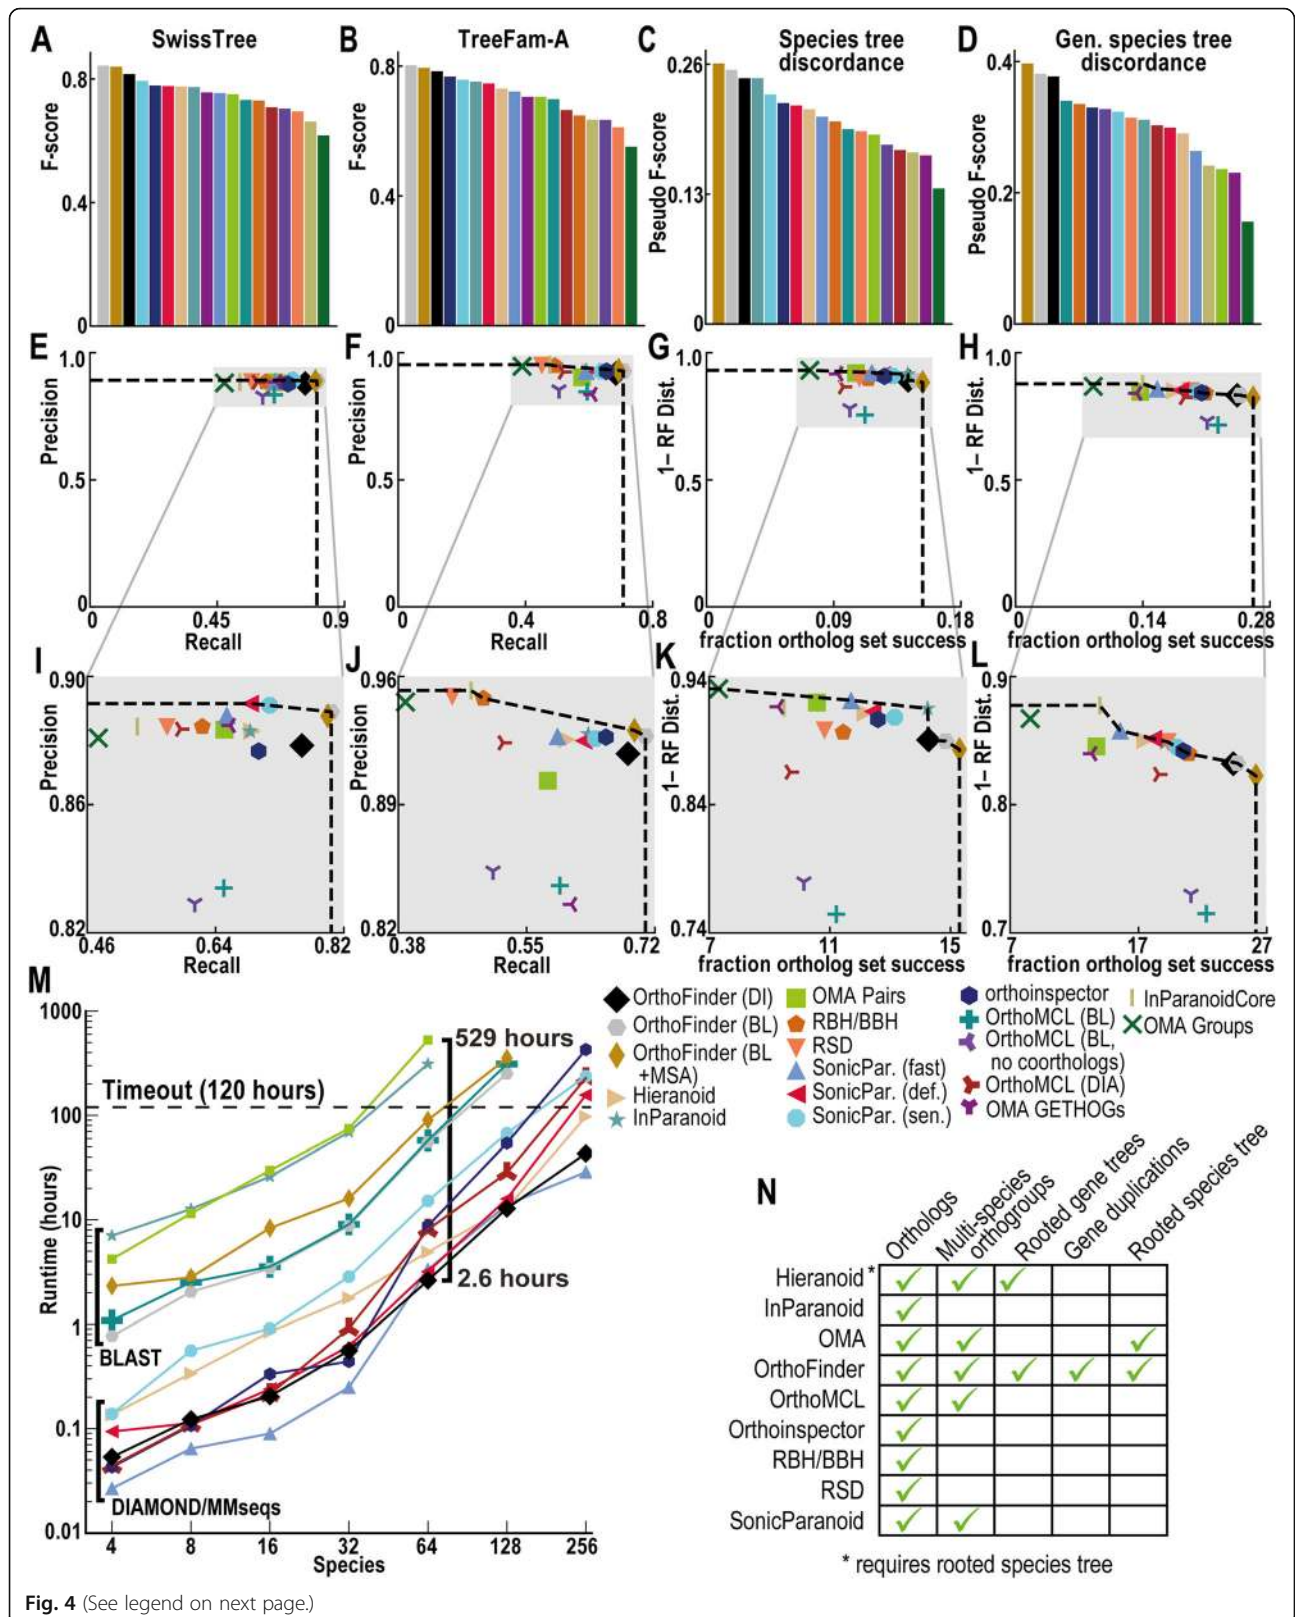 A
SwissTree
F-score
0.8
0.4
0
B
TreeFam-A
F-score
0.8
0.4
0
C
Species tree
discordance
Pseudo F-score
0.26
0.13
0
D
Gen. species tree
discordance
Pseudo F-score
0.4
0.2
0
E
Precision
1.0
0.5
0
0
0.45
0.9
Recall
F
Precision
1.0
0.5
0
0
0.4
0.8
Recall
G
1– RF Dist.
1.0
0.5
0
0
0.09
0.18
fraction ortholog set success
H
1– RF Dist.
1.0
0.5
0
0
0.14
0.28
fraction ortholog set success
I
Precision
0.90
0.86
0.82
0.46
0.64
0.82
Recall
J
Precision
0.96
0.89
0.82
0.38
0.55
0.72
Recall
K
1– RF Dist.
0.94
0.84
0.74
7
11
15
fraction ortholog set success
L
1– RF Dist.
0.9
0.8
0.7
7
17
27
fraction ortholog set success
OrthoFinder (DI)
OrthoFinder (BL)
OrthoFinder (BL
+MSA)
Hieranoid
InParanoid
OMA Pairs
RBH/BBH
RSD
SonicPar. (fast)
SonicPar. (def.)
SonicPar. (sen.)
orthoinspector
OrthoMCL (BL)
OrthoMCL (BL,
no coorthologs)
OrthoMCL (DIA)
OMA GETHOGs
InParanoidCore
OMA Groups
M
Runtime (hours)
1000
100
10
1
0.1
0.01
Timeout (120 hours)
529 hours
2.6 hours
BLAST
DIAMOND/MMseqs
4
8
16
32
64
128
256
Species
N
Orthologs
Multi-species
orthogroups
Rooted gene trees
Gene duplications
Rooted species tree
Hieranoid *
InParanoid
OMA
OrthoFinder
OrthoMCL
Orthoinspector
RBH/BBH
RSD
SonicParanoid
* requires rooted species tree
Fig. 4 (See legend on next page.)